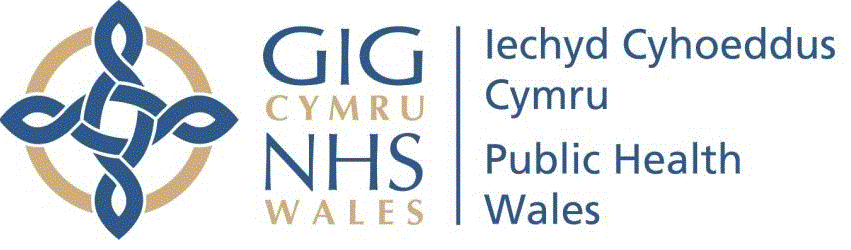 GIG
CYMRU
NHS
WALES
Iechyd Cyhoeddus
Cymru
Public Health
Wales